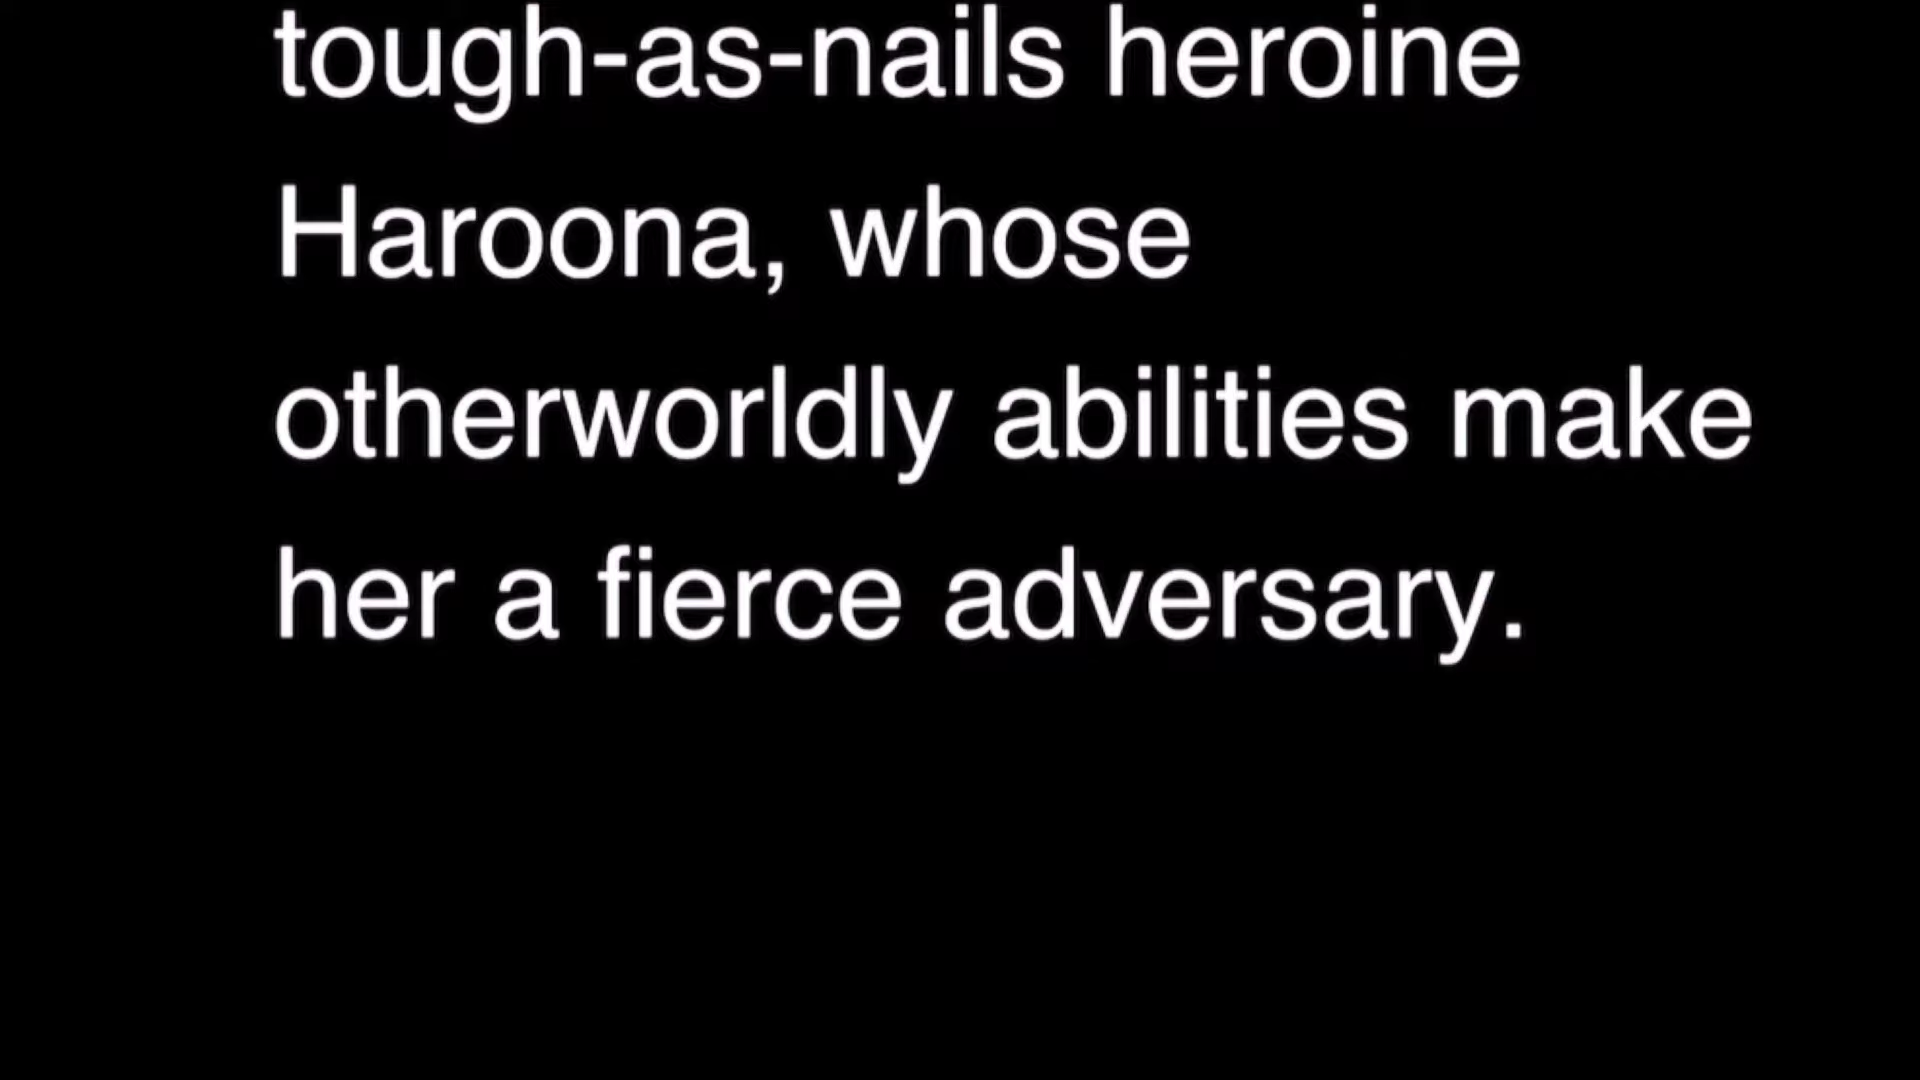 tough-as-nails heroine
Haroona, whose
otherworldly abilities make
her a fierce adversary.